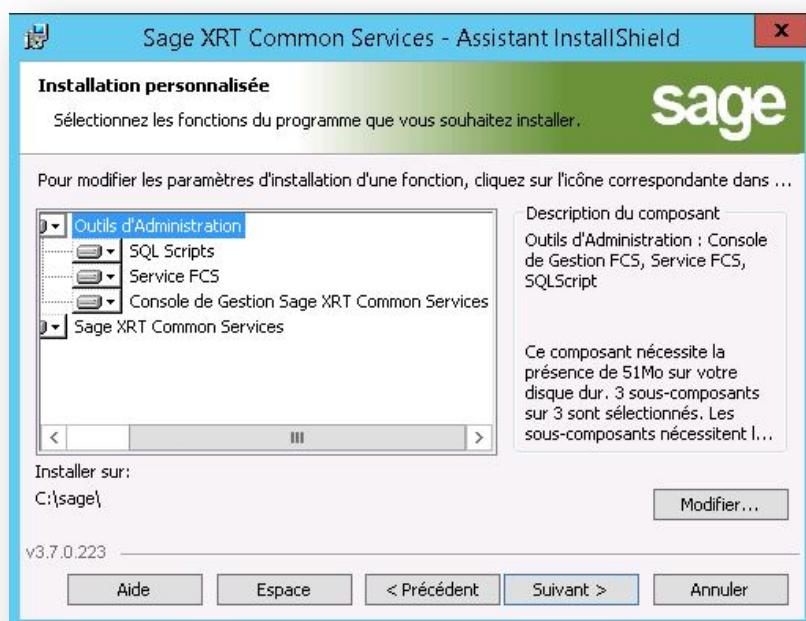 Sage XRT Common Services - Assistant InstallShield
x
Installation personnalisée
Sélectionnez les fonctions du programme que vous souhaitez installer.
sage
Pour modifier les paramètres d'installation d'une fonction, cliquez sur l'icône correspondante dans ...
Outils d'Administration
SQL Scripts
Service FCS
Console de Gestion Sage XRT Common Services
Sage XRT Common Services
Description du composant
Outils d'Administration : Console
de Gestion FCS, Service FCS,
SQLScript
Ce composant nécessite la
présence de 51Mo sur votre
disque dur. 3 sous-composants
sur 3 sont sélectionnés. Les
sous-composants nécessitent l...
Installer sur:
C:\sage\
Modifier...
v3.7.0.223
Aide
Espace
< Précédent
Suivant >
Annuler